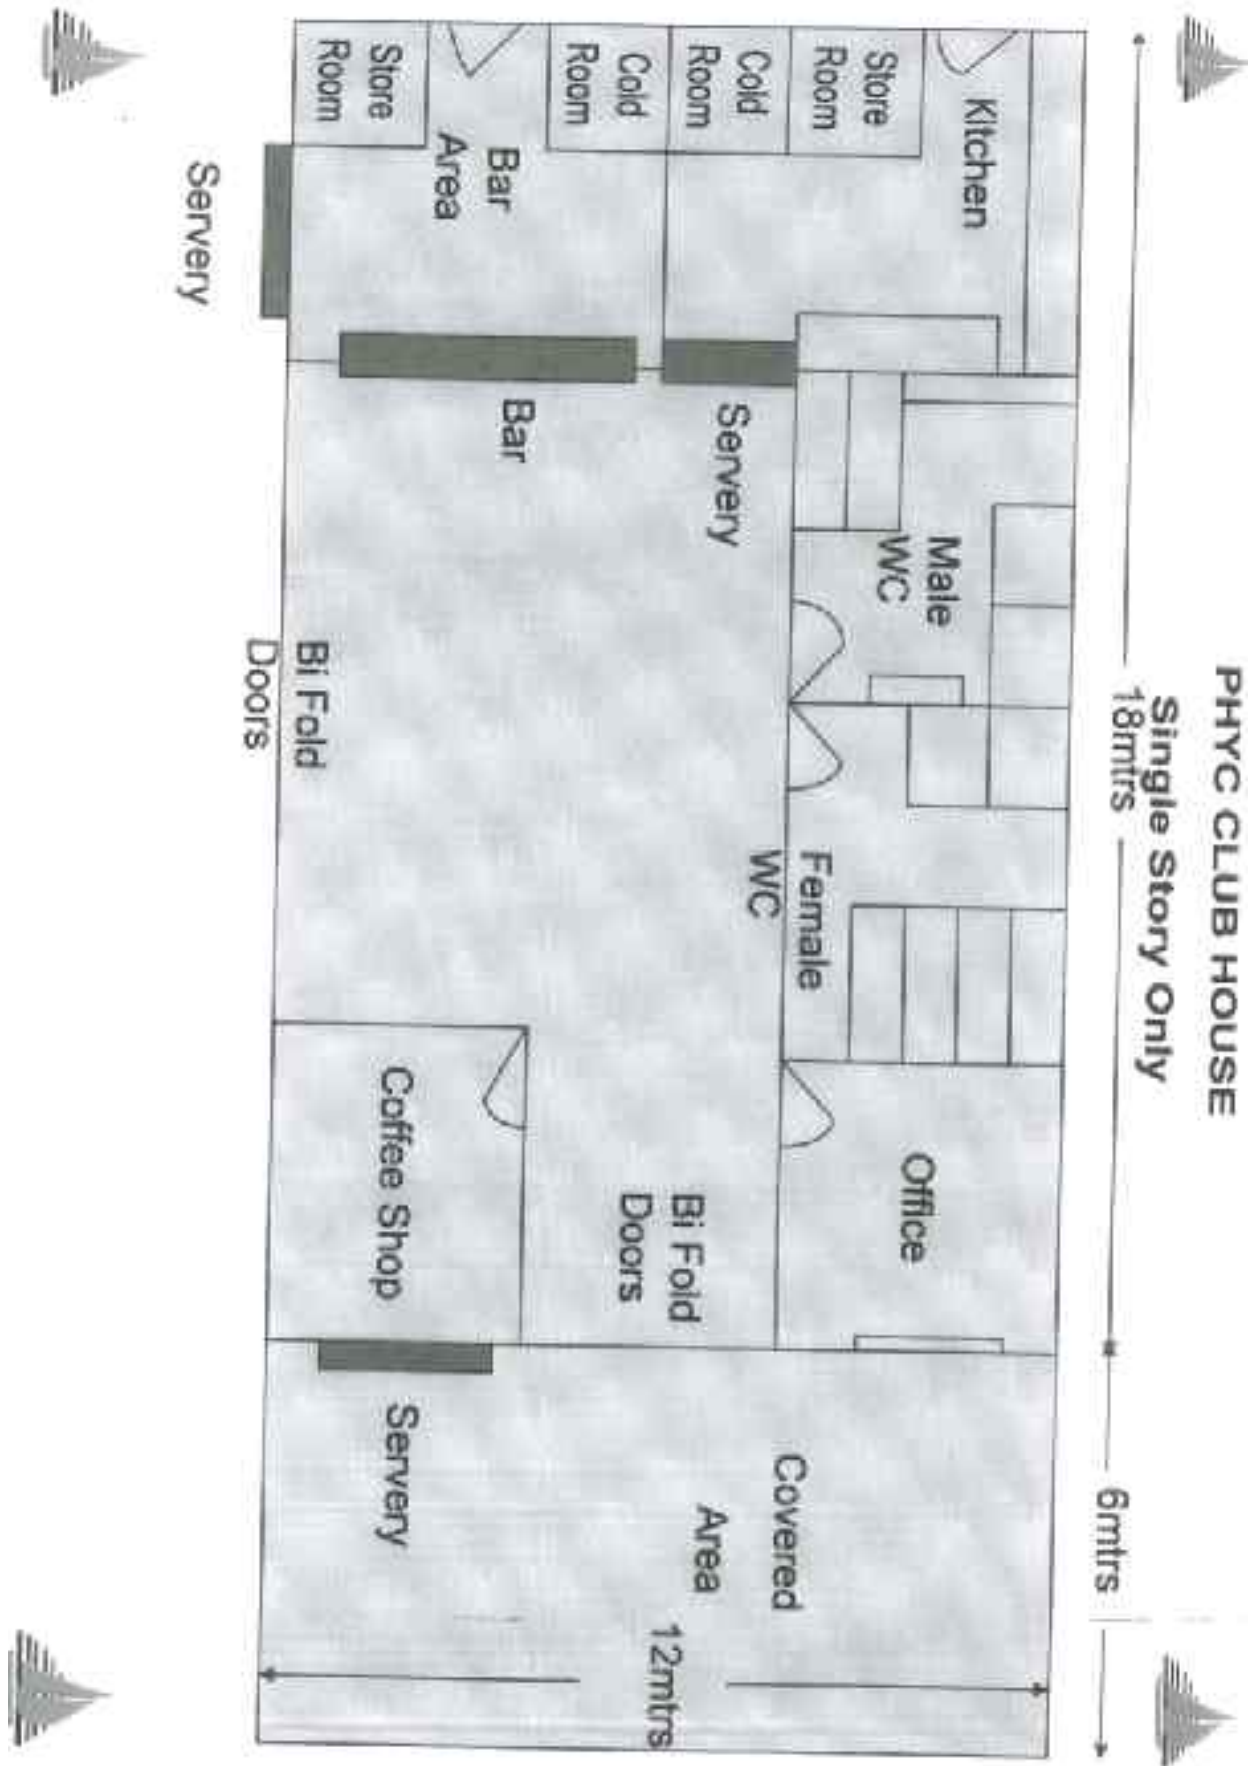 PHYC CLUB HOUSE
Single Story Only
18mtrs
6mtrs
Kitchen
Store
Room
Cold
Room
Cold
Room
Bar
Area
Store
Room
Servery
Bar
Servery
Male
WC
Female
WC
Office
Bi Fold
Doors
Bi Fold
Doors
Coffee Shop
Servery
Covered
Area
12mtrs